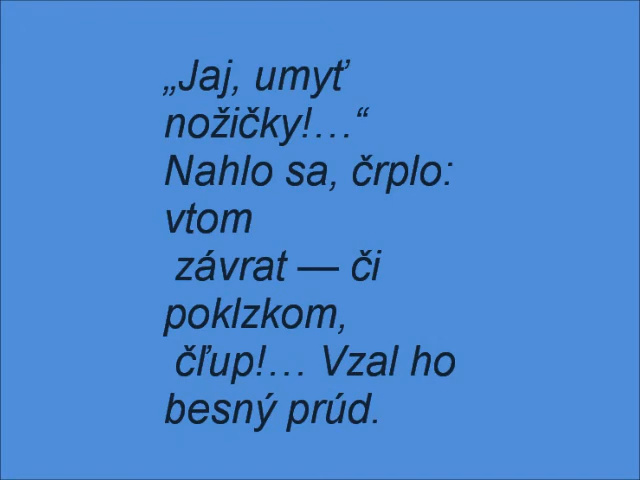 „Jaj, umyť
nožičky!…“
Nahlo sa, črplo:
vtom
závrat — či
poklzkom,
čľup!… Vzal ho
besný prúd.